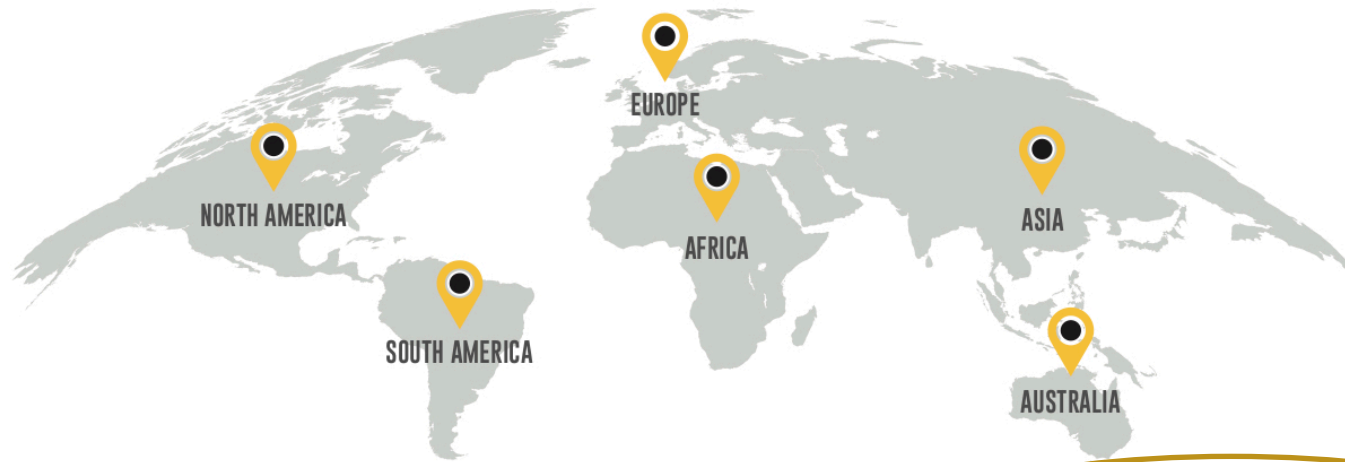 EUROPE
NORTH AMERICA
AFRICA
ASIA
SOUTH AMERICA
AUSTRALIA